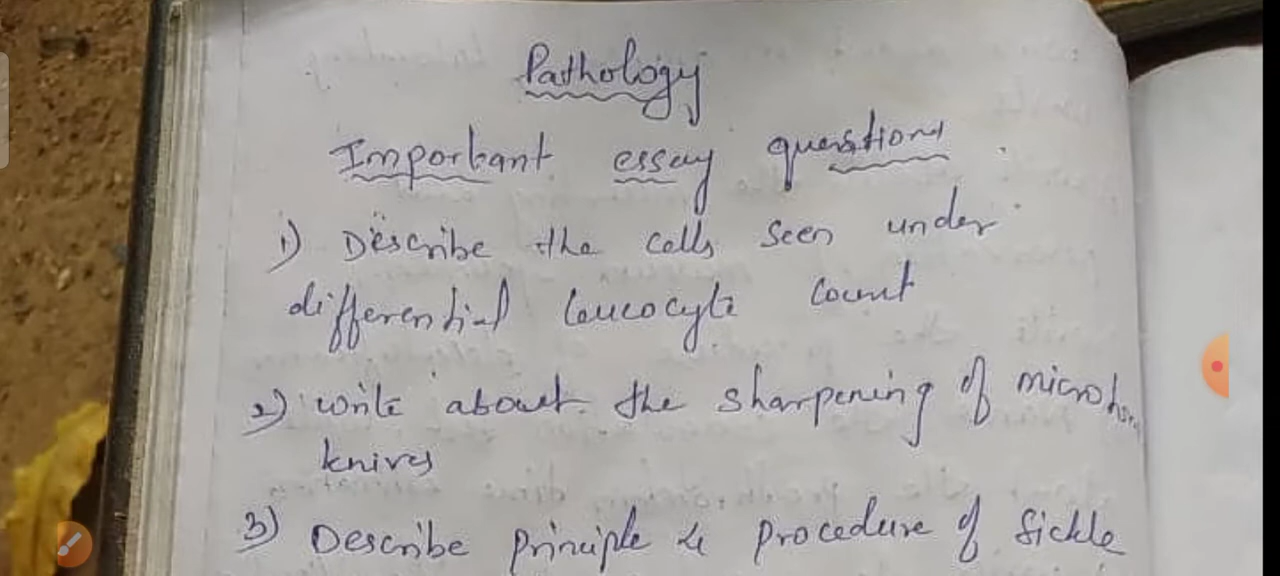 Pathology
Important essay questions
1) Describe the cells seen under
differential leucocyte count
2) write about the sharpening of
knives
3) Describe principle & procedure of Sickle